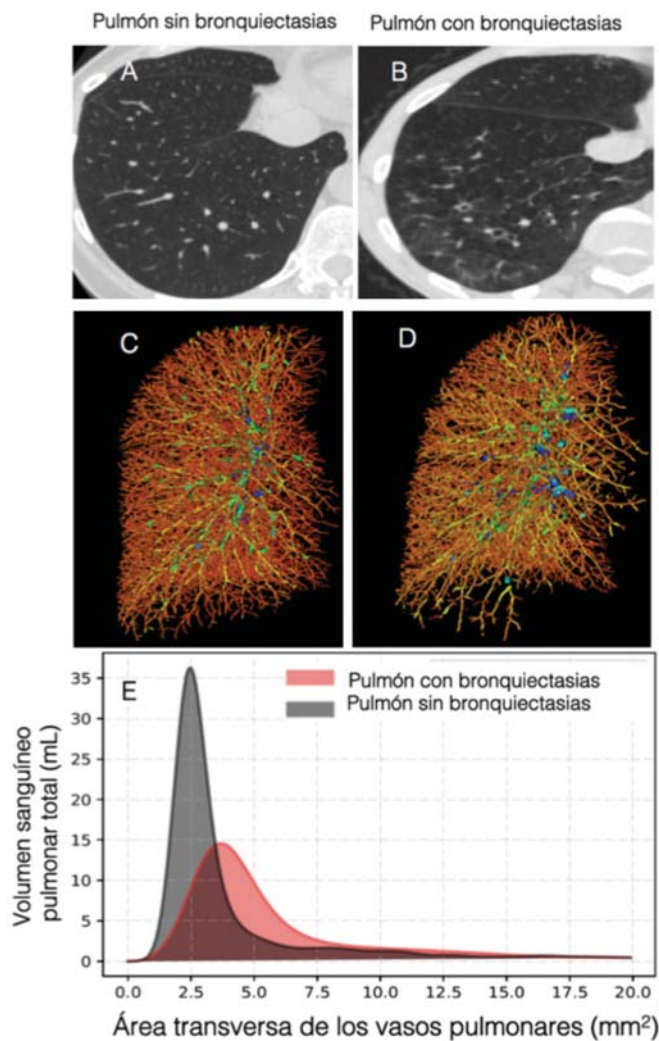 Pulmón sin bronquiectasias
Pulmón con bronquiectasias
A
B
C
D
E
Pulmón con bronquiectasias
Pulmón sin bronquiectasias
Volumen sanguíneo
pulmonar total (mL)
35
30
25
20
15
10
5
0
0.0 2.5 5.0 7.5 10.0 12.5 15.0 17.5 20.0
Área transversa de los vasos pulmonares (mm²)